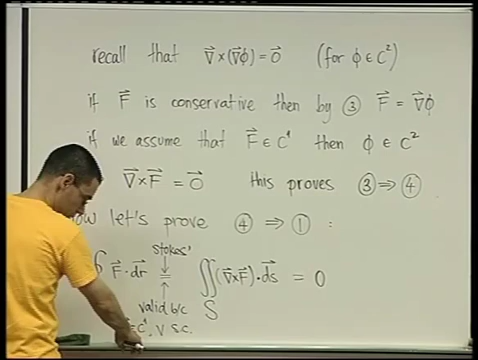 recall that ∇⃗×(∇⃗ϕ)=0⃗ (for ϕ ∈ C²)
if F⃗ is conservative then by ③ F⃗ = ∇⃗ϕ
if we assume that F⃗ ∈ C¹ then ϕ ∈ C²
∇⃗×F⃗ = 0⃗ this proves ③ ⇒ ④
now let's prove ④ ⇒ ① :
Stokes'
∮ F⃗·dr⃗ = ∬(∇⃗×F⃗)·ds⃗ = 0
valid b/c S
C¹, V s.c.